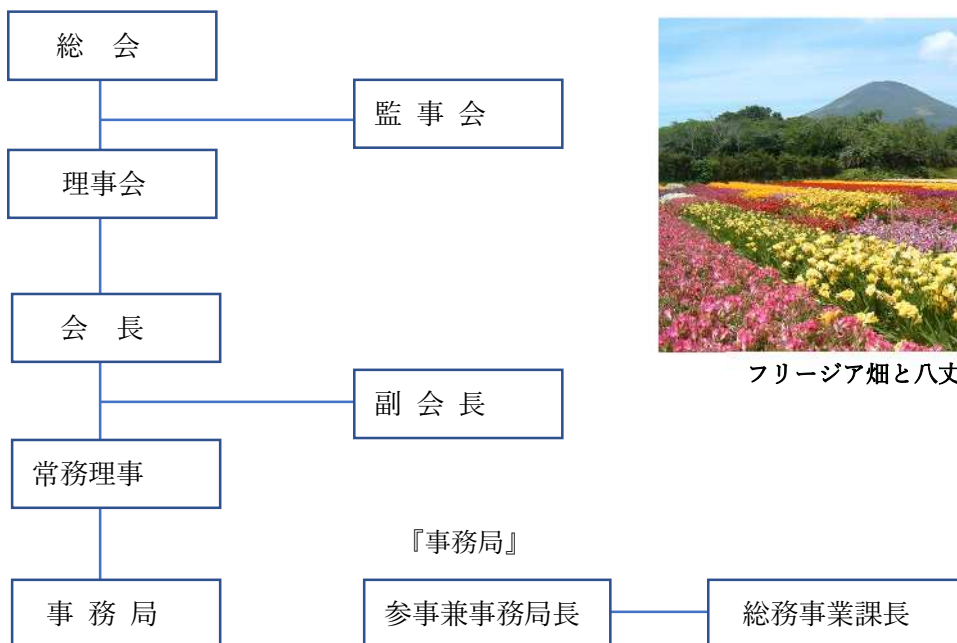 総　会
監 事 会
理事会
フリージア畑と八丈
会　長
副 会 長
常務理事
『事務局』
事 務 局
参事兼事務局長
総務事業課長